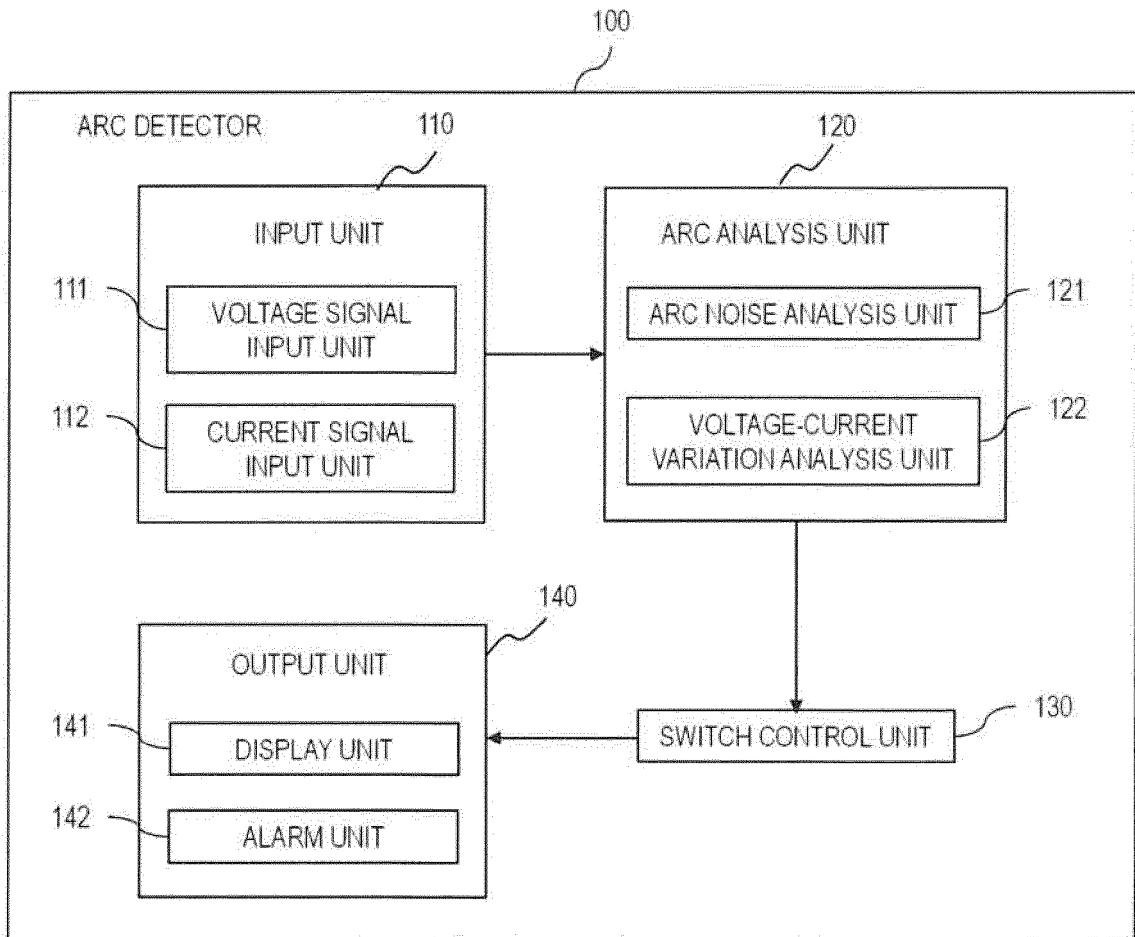 100
ARC DETECTOR
110
120
INPUT UNIT
ARC ANALYSIS UNIT
111
VOLTAGE SIGNAL
INPUT UNIT
ARC NOISE ANALYSIS UNIT
121
112
CURRENT SIGNAL
INPUT UNIT
VOLTAGE-CURRENT
VARIATION ANALYSIS UNIT
122
140
OUTPUT UNIT
141
DISPLAY UNIT
SWITCH CONTROL UNIT
130
142
ALARM UNIT